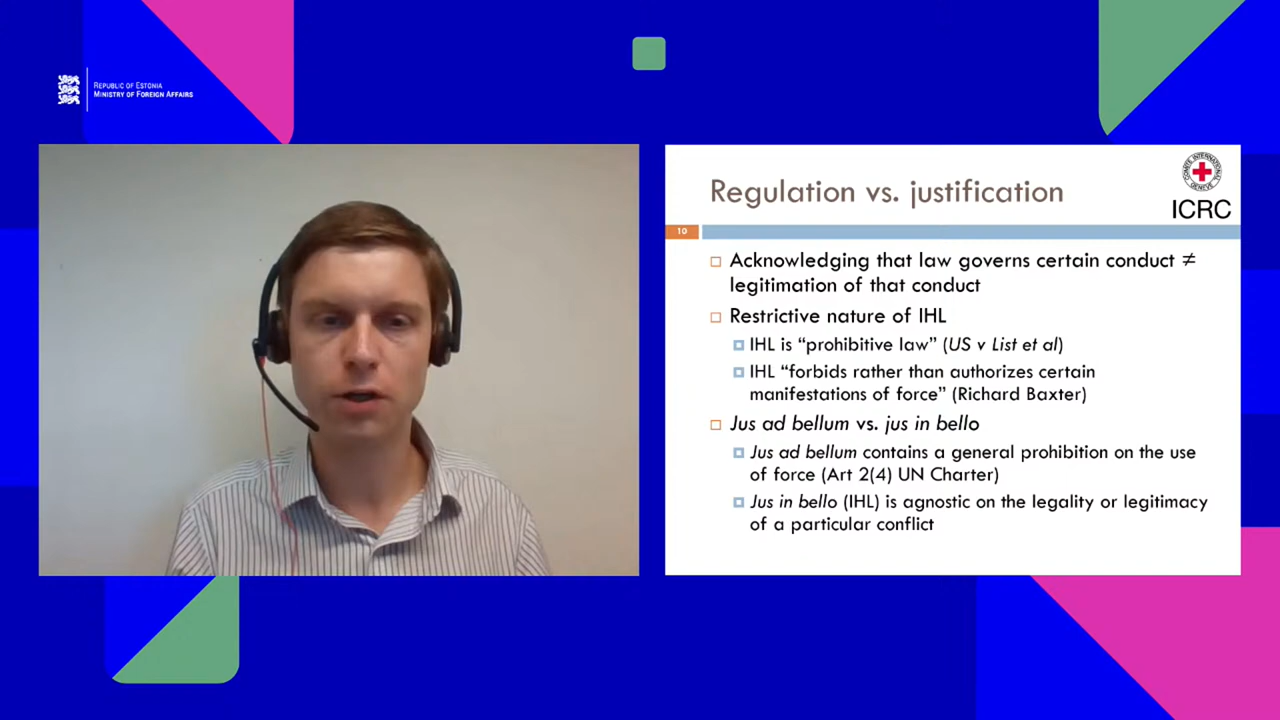 REPUBLIC OF ESTONIA
MINISTRY OF FOREIGN AFFAIRS
COMITE INTERNATIONAL
GENEVE
ICRC
Regulation vs. justification
10
Acknowledging that law governs certain conduct ≠
legitimation of that conduct
Restrictive nature of IHL
IHL is “prohibitive law” (US v List et al)
IHL “forbids rather than authorizes certain
manifestations of force” (Richard Baxter)
Jus ad bellum vs. jus in bello
Jus ad bellum contains a general prohibition on the use
of force (Art 2(4) UN Charter)
Jus in bello (IHL) is agnostic on the legality or legitimacy
of a particular conflict